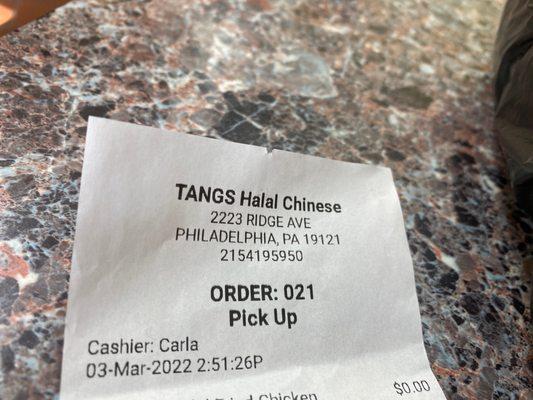 TANGS Halal Chinese
2223 RIDGE AVE
PHILADELPHIA, PA 19121
2154195950
ORDER: 021
Pick Up
Cashier: Carla
03-Mar-2022 2:51:26P
Chicken $0.00